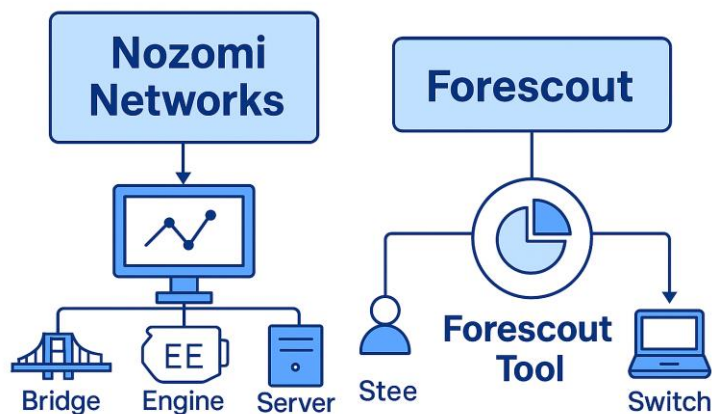 Nozomi
Networks
EE
Bridge
Engine
Server
Forescout
Forescout
Tool
Stee
Switch